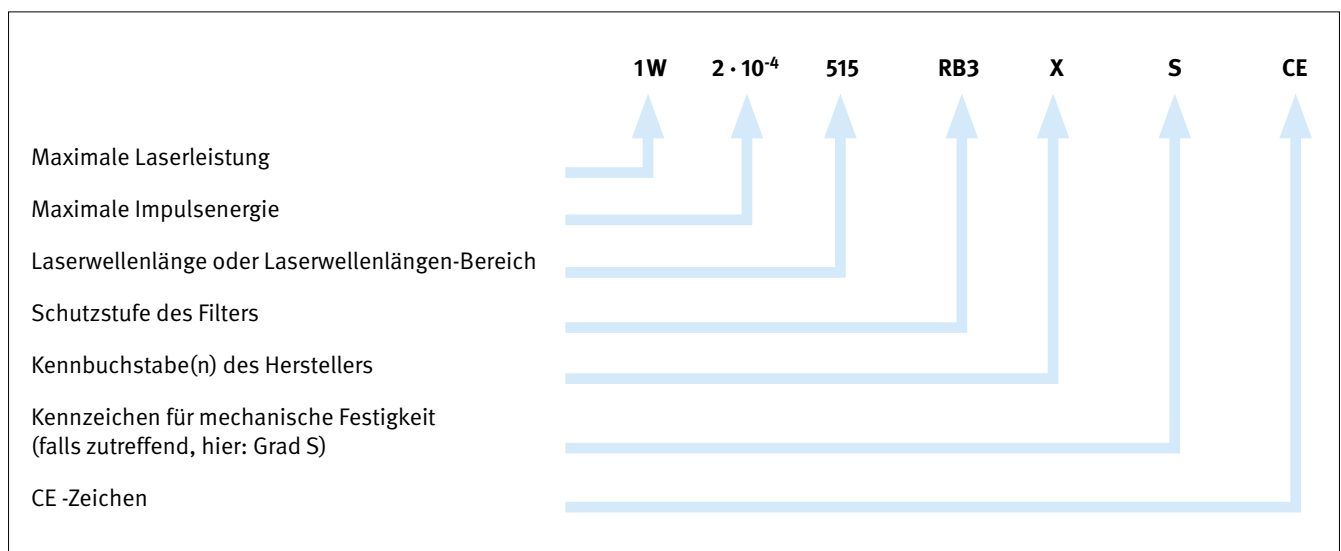 1W 2 · 10-4 515 RB3 X S CE
Maximale Laserleistung
Maximale Impulsenergie
Laserwellenlänge oder Laserwellenlängen-Bereich
Schutzstufe des Filters
Kennbuchstabe(n) des Herstellers
Kennzeichen für mechanische Festigkeit
(falls zutreffend, hier: Grad S)
CE -Zeichen